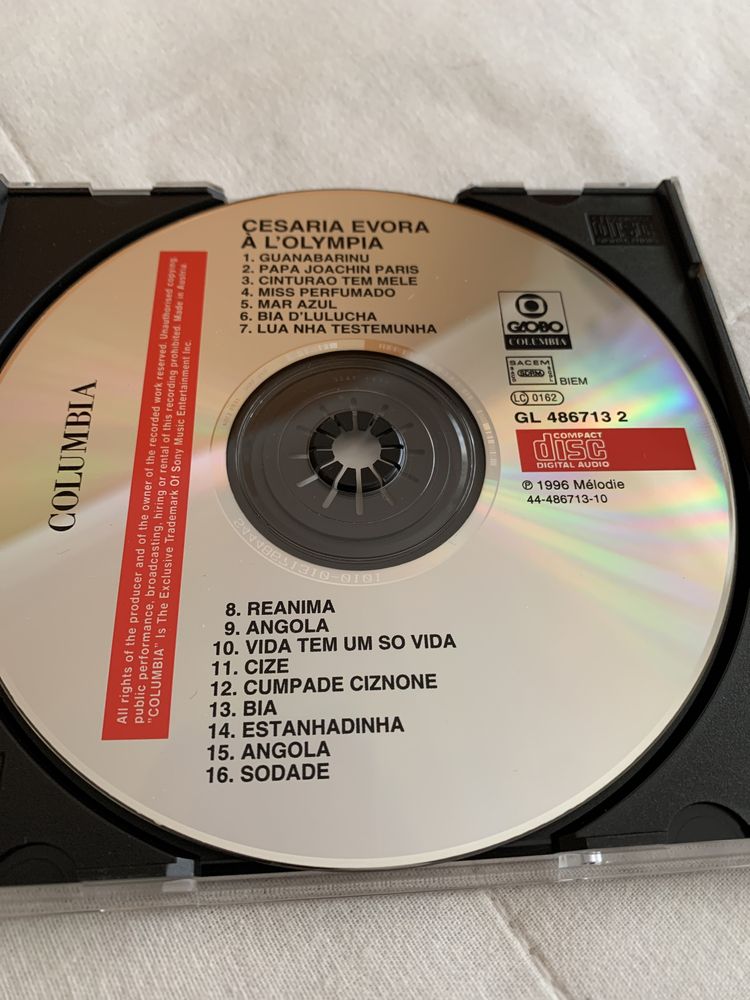 CESARIA EVORA
À L'OLYMPIA
1. GUANABARINU
2. PAPA JOACHIN PARIS
3. CINTURAO TEM MELE
4. MISS PERFUMADO
5. MAR AZUL
6. BIA D'LULUCHA
7. LUA NHA TESTEMUNHA
GLOBO
COLUMBIA
SACEM
SDRM
BIEM
LC 0162
GL 486713 2
COMPACT
disc
DIGITAL AUDIO
℗ 1996 Mélodie
44-486713-10
COLUMBIA
All rights of the producer and of the owner of the recorded work reserved. Unauthorised copying,
public performance, broadcasting, hiring or rental of this recording prohibited. Made in Austria.
"COLUMBIA" Is The Exclusive Trademark Of Sony Music Entertainment Inc.
8. REANIMA
9. ANGOLA
10. VIDA TEM UM SO VIDA
11. CIZE
12. CUMPADE CIZNONE
13. BIA
14. ESTANHADINHA
15. ANGOLA
16. SODADE